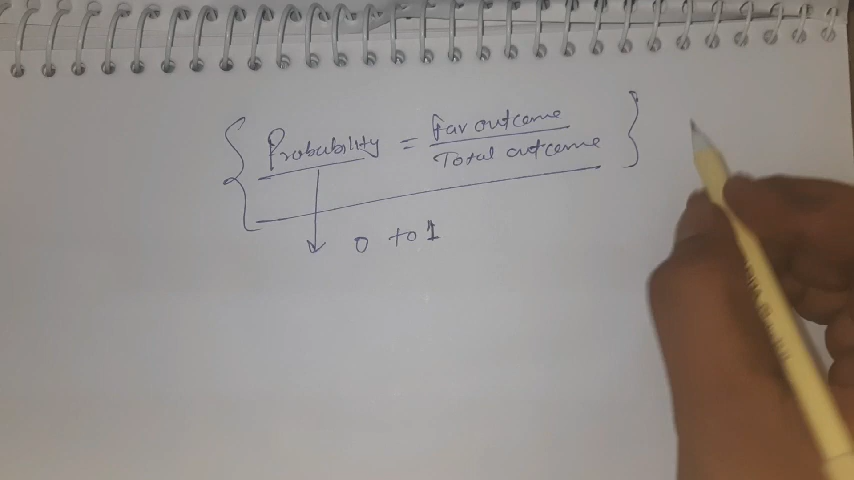 { Probability = Fav outcome / Total outcome }
0 to 1